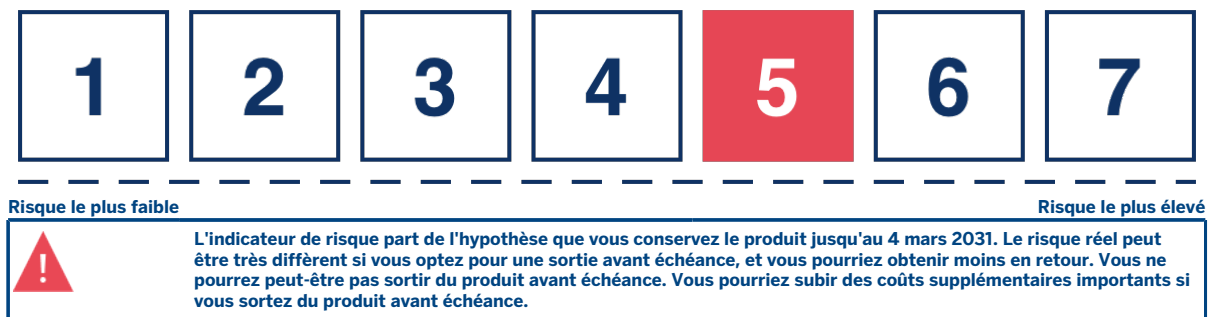 1 2 3 4 5 6 7
Risque le plus faible Risque le plus élevé
!
L'indicateur de risque part de l'hypothèse que vous conservez le produit jusqu'au 4 mars 2031. Le risque réel peut
être très différent si vous optez pour une sortie avant échéance, et vous pourriez obtenir moins en retour. Vous ne
pourrez peut-être pas sortir du produit avant échéance. Vous pourriez subir des coûts supplémentaires importants si
vous sortez du produit avant échéance.